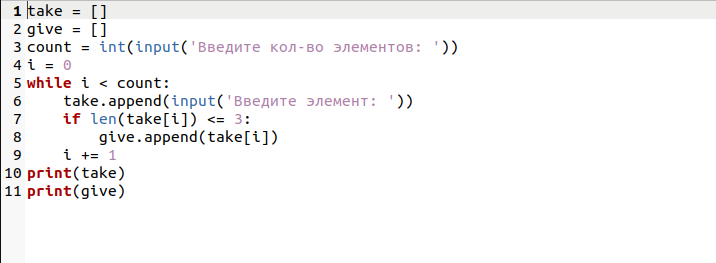 1 take = []
2 give = []
3 count = int(input('Введите кол-во элементов: '))
4 i = 0
5 while i < count:
6     take.append(input('Введите элемент: '))
7     if len(take[i]) <= 3:
8         give.append(take[i])
9     i += 1
10 print(take)
11 print(give)